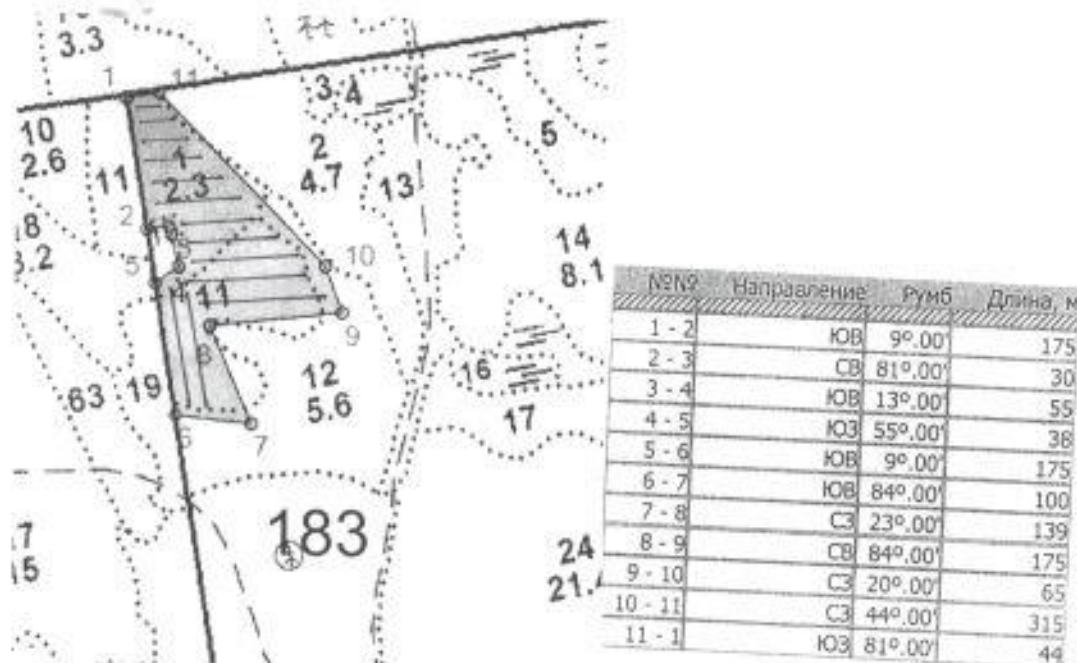 3.3
1 11
3 4
10
2.6
2
4.7
5
1
2.3
11
13
2
14
8.1
10
5
4 11
9
8
12
5.6
16
63 19
17
6
7
183
24
№№ Направление Румб Длина, м
1 - 2 ЮВ 9º.00' 175
2 - 3 СВ 81º.00' 30
3 - 4 ЮВ 13º.00' 55
4 - 5 ЮЗ 55º.00' 38
5 - 6 ЮВ 9º.00' 175
6 - 7 ЮВ 84º.00' 100
7 - 8 СЗ 23º.00' 139
8 - 9 СВ 84º.00' 175
9 - 10 СЗ 20º.00' 65
10 - 11 СЗ 44º.00' 315
11 - 1 ЮЗ 81º.00' 44